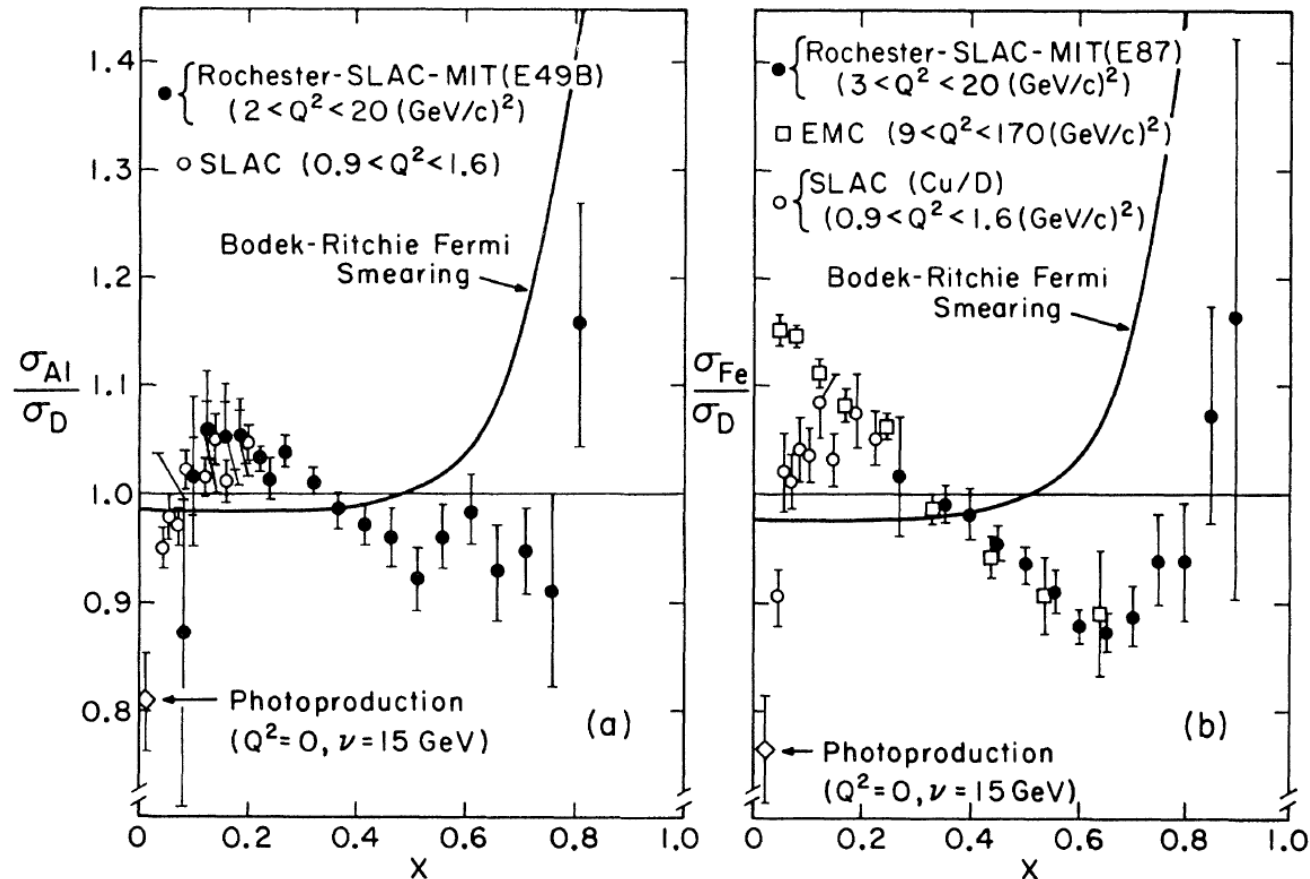 1.4
1.3
1.2
1.1
1.0
0.9
0.8
σ_Al
σ_D
● { Rochester-SLAC-MIT(E49B)
(2<Q²<20 (GeV/c)²)
○ SLAC (0.9<Q²<1.6)
Bodek-Ritchie Fermi
Smearing
Photoproduction
(Q²=0, ν=15 GeV)
(a)
0 0.2 0.4 0.6 0.8 1.0
X
σ_Fe
σ_D
● { Rochester-SLAC-MIT(E87)
(3<Q²<20 (GeV/c)²)
□ EMC (9<Q²<170(GeV/c)²)
○ { SLAC (Cu/D)
(0.9<Q²<1.6(GeV/c)²)
Bodek-Ritchie Fermi
Smearing
Photoproduction
(Q²=0, ν=15 GeV)
(b)
0 0.2 0.4 0.6 0.8 1.0
X